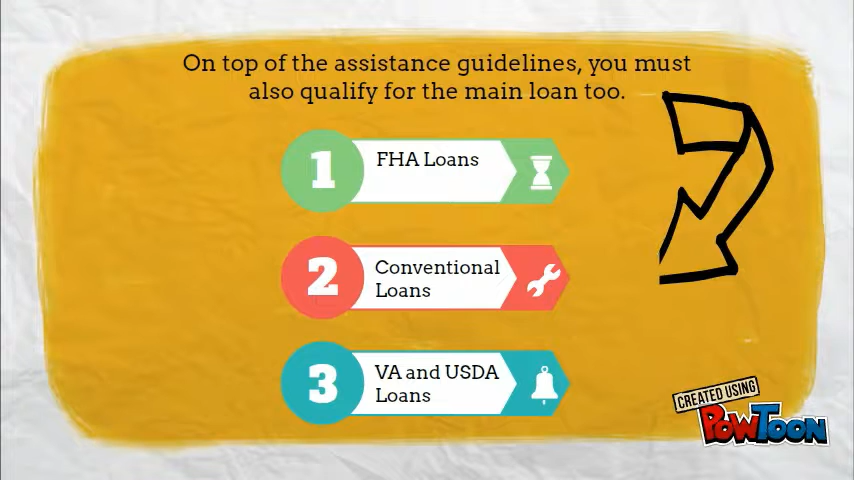 On top of the assistance guidelines, you must
also qualify for the main loan too.
1
FHA Loans
2
Conventional
Loans
3
VA and USDA
Loans
CREATED USING
POWTOON